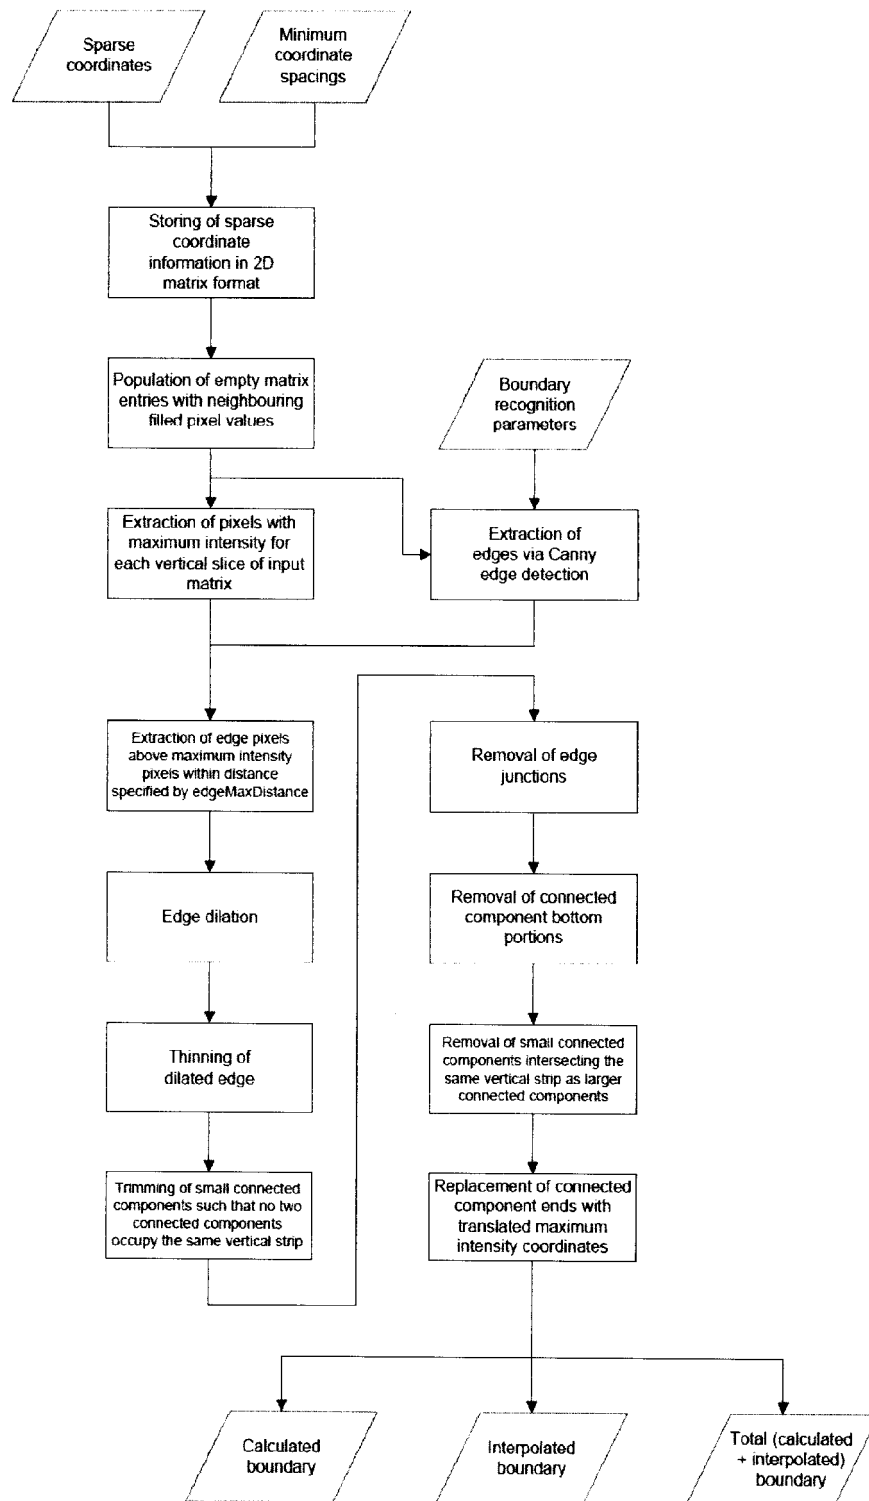 Sparse
coordinates
Minimum
coordinate
spacings
Storing of sparse
coordinate
information in 2D
matrix format
Population of empty matrix
entries with neighbouring
filled pixel values
Boundary
recognition
parameters
Extraction of pixels with
maximum intensity for
each vertical slice of input
matrix
Extraction of
edges via Canny
edge detection
Extraction of edge pixels
above maximum intensity
pixels within distance
specified by edgeMaxDistance
Edge dilation
Thinning of
dilated edge
Trimming of small connected
components such that no two
connected components
occupy the same vertical strip
Removal of edge
junctions
Removal of connected
component bottom
portions
Removal of small connected
components intersecting the
same vertical strip as larger
connected components
Replacement of connected
component ends with
translated maximum
intensity coordinates
Calculated
boundary
Interpolated
boundary
Total (calculated
+ interpolated)
boundary